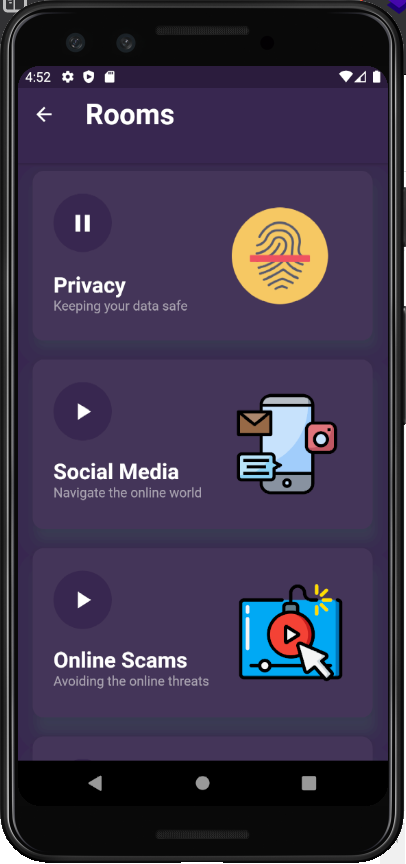 4:52
Rooms
Privacy
Keeping your data safe
Social Media
Navigate the online world
Online Scams
Avoiding the online threats